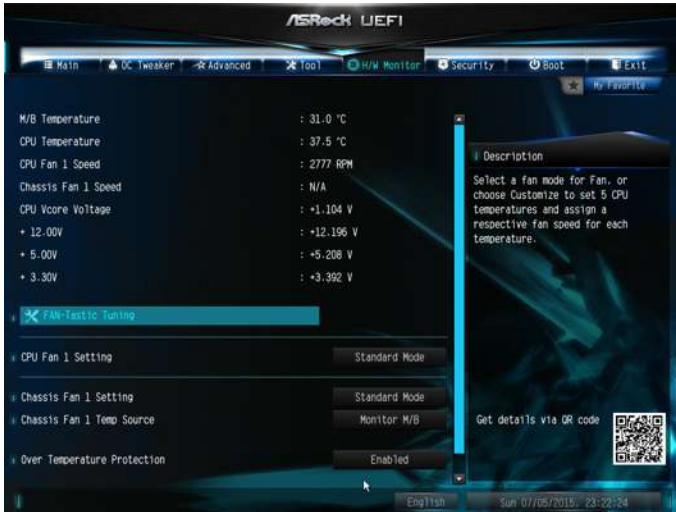 ASRock UEFI
Main OC Tweaker Advanced Tool H/W Monitor Security Boot Exit
My Favorite
M/B Temperature : 31.0 °C
CPU Temperature : 37.5 °C
CPU Fan 1 Speed : 2777 RPM
Chassis Fan 1 Speed : N/A
CPU Vcore Voltage : +1.104 V
+ 12.00V : +12.196 V
+ 5.00V : +5.208 V
+ 3.30V : +3.392 V
FAN-Tastic Tuning
CPU Fan 1 Setting Standard Mode
Chassis Fan 1 Setting Standard Mode
Chassis Fan 1 Temp Source Monitor M/B
Over Temperature Protection Enabled
Description
Select a fan mode for Fan, or
choose Customize to set 5 CPU
temperatures and assign a
respective fan speed for each
temperature.
Get details via QR code
English
Sun 07/05/2015, 23:22:24